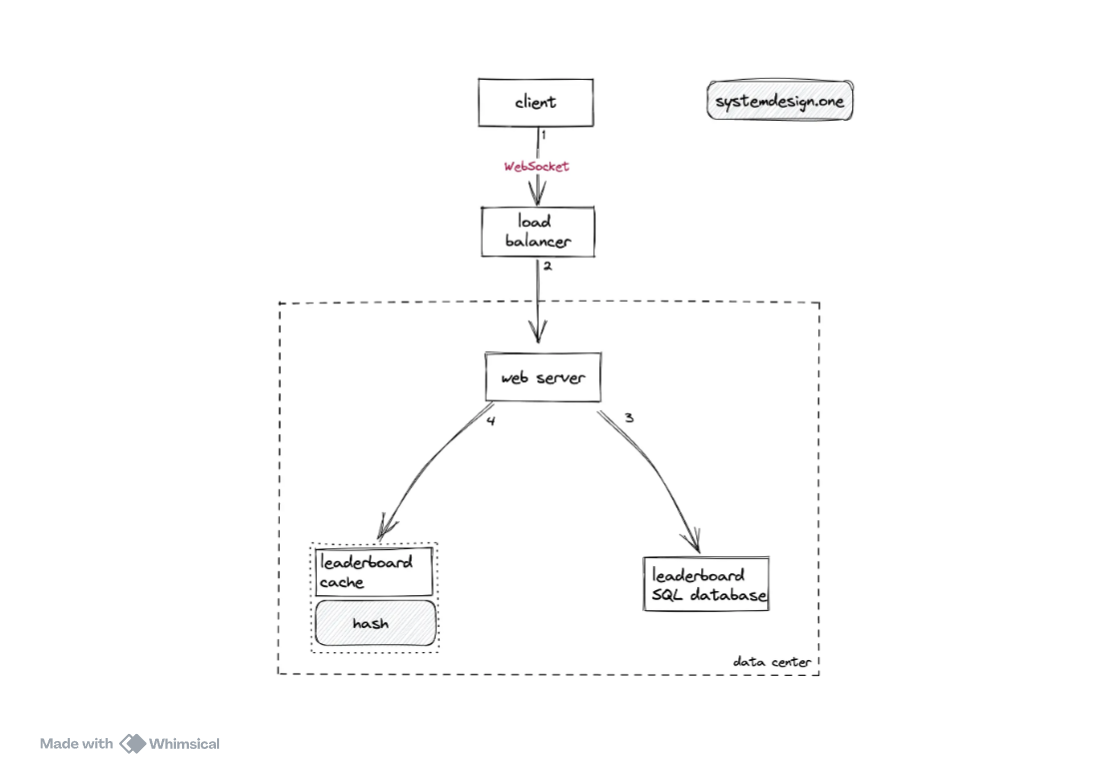 client
systemdesign.one
1
WebSocket
load
balancer
2
web server
4
3
leaderboard
cache
hash
leaderboard
SQL database
data center
Made with Whimsical